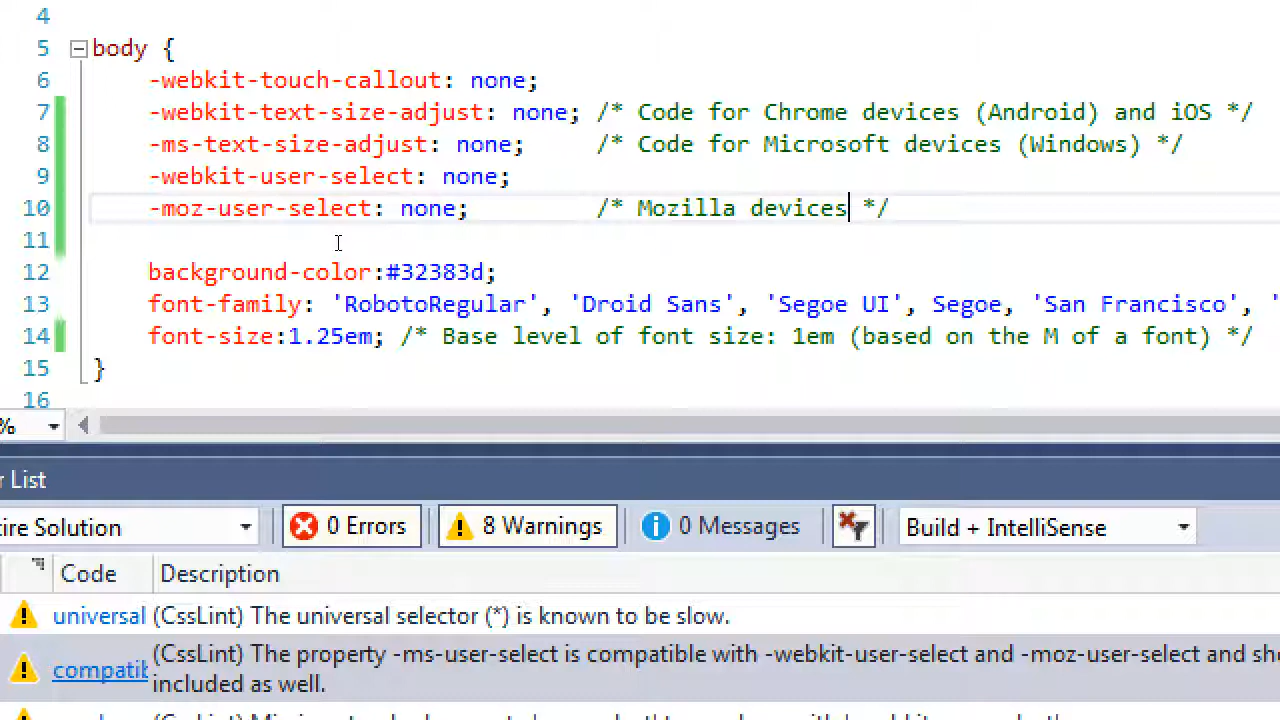 4
5 body {
6 -webkit-touch-callout: none;
7 -webkit-text-size-adjust: none; /* Code for Chrome devices (Android) and iOS */
8 -ms-text-size-adjust: none; /* Code for Microsoft devices (Windows) */
9 -webkit-user-select: none;
10 -moz-user-select: none; /* Mozilla devices */
11
12 background-color:#32383d;
13 font-family: 'RobotoRegular', 'Droid Sans', 'Segoe UI', Segoe, 'San Francisco', '
14 font-size:1.25em; /* Base level of font size: 1em (based on the M of a font) */
15 }
16
%
r List
tire Solution 0 Errors 8 Warnings 0 Messages Build + IntelliSense
Code Description
universal (CssLint) The universal selector (*) is known to be slow.
compatib (CssLint) The property -ms-user-select is compatible with -webkit-user-select and -moz-user-select and sho
included as well.